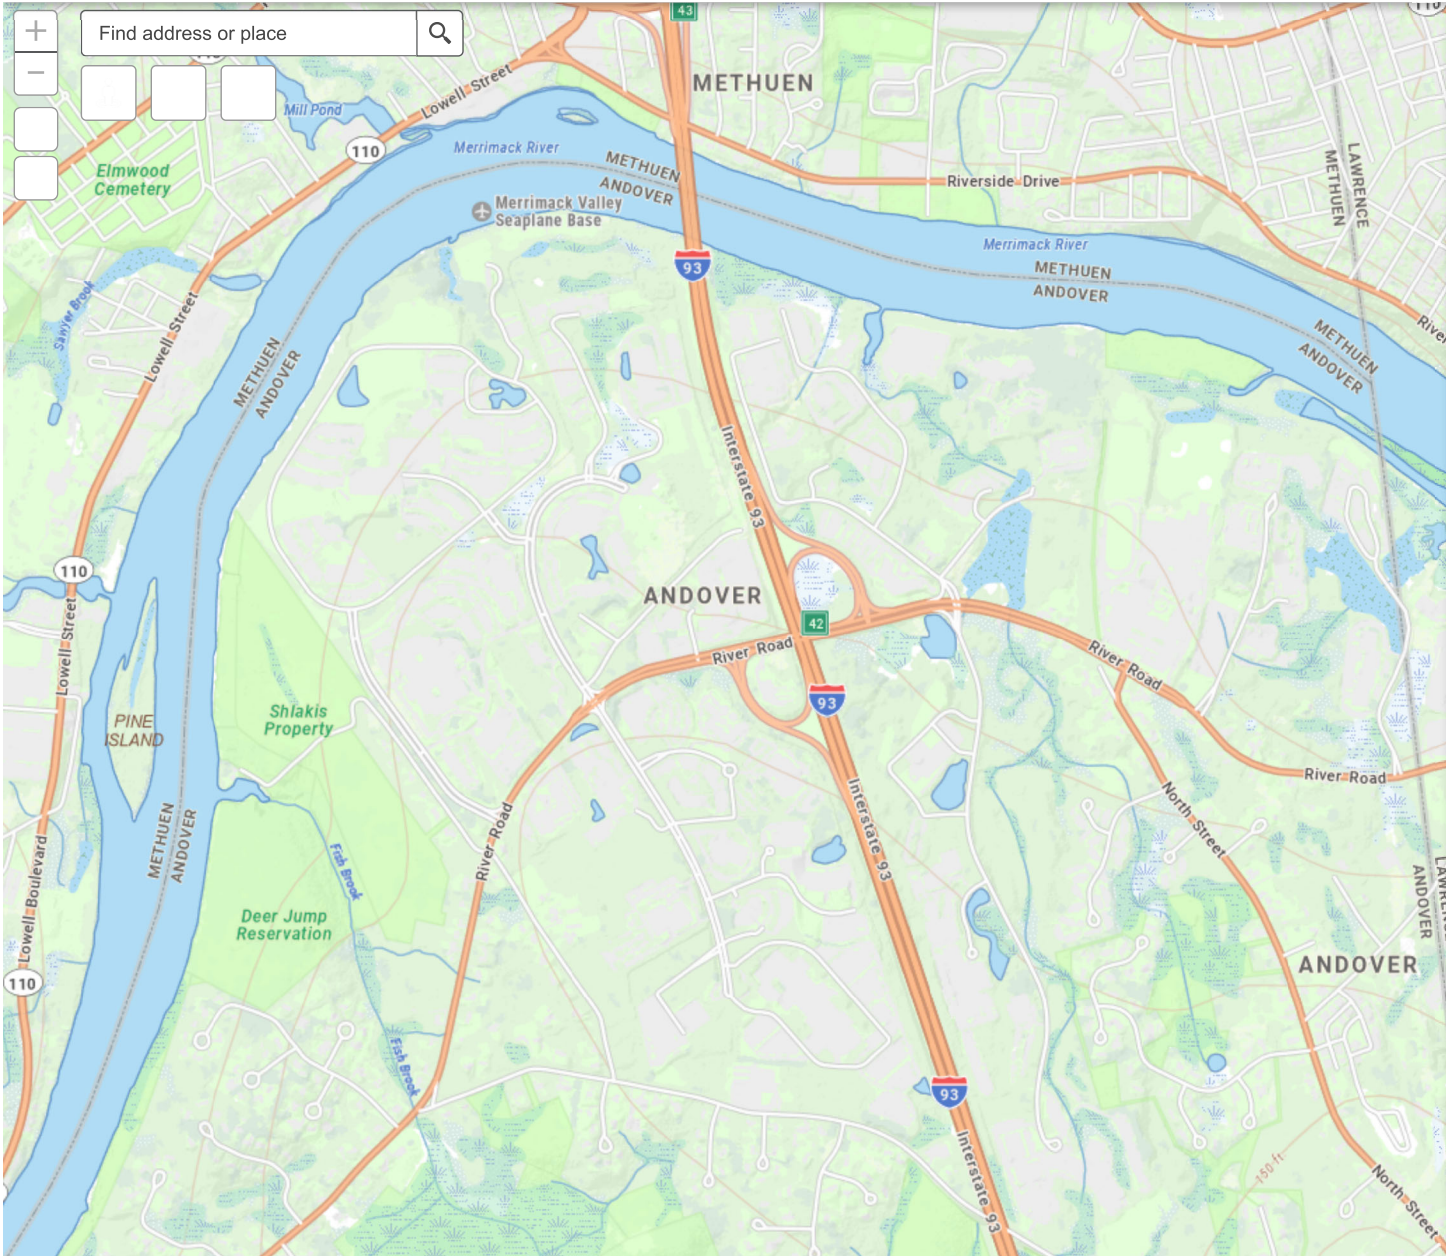 +
Find address or place
−
43
110
METHUEN
Lowell Street
Mill Pond
110
Merrimack River
METHUEN
ANDOVER
Elmwood
Cemetery
Riverside Drive
LAWRENCE
METHUEN
Merrimack Valley
Seaplane Base
Merrimack River
METHUEN
ANDOVER
93
Sawyer Brook
Lowell Street
METHUEN
ANDOVER
METHUEN
ANDOVER
Interstate 93
110
ANDOVER
42
River Road
River Road
Lowell Street
93
PINE
ISLAND
Shlakis
Property
River Road
North Street
Interstate 93
METHUEN
ANDOVER
River Road
Fish Brook
Lowell Boulevard
ANDOVER
Deer Jump
Reservation
ANDOVER
110
Fish Brook
93
Interstate 93
150 ft
North Street